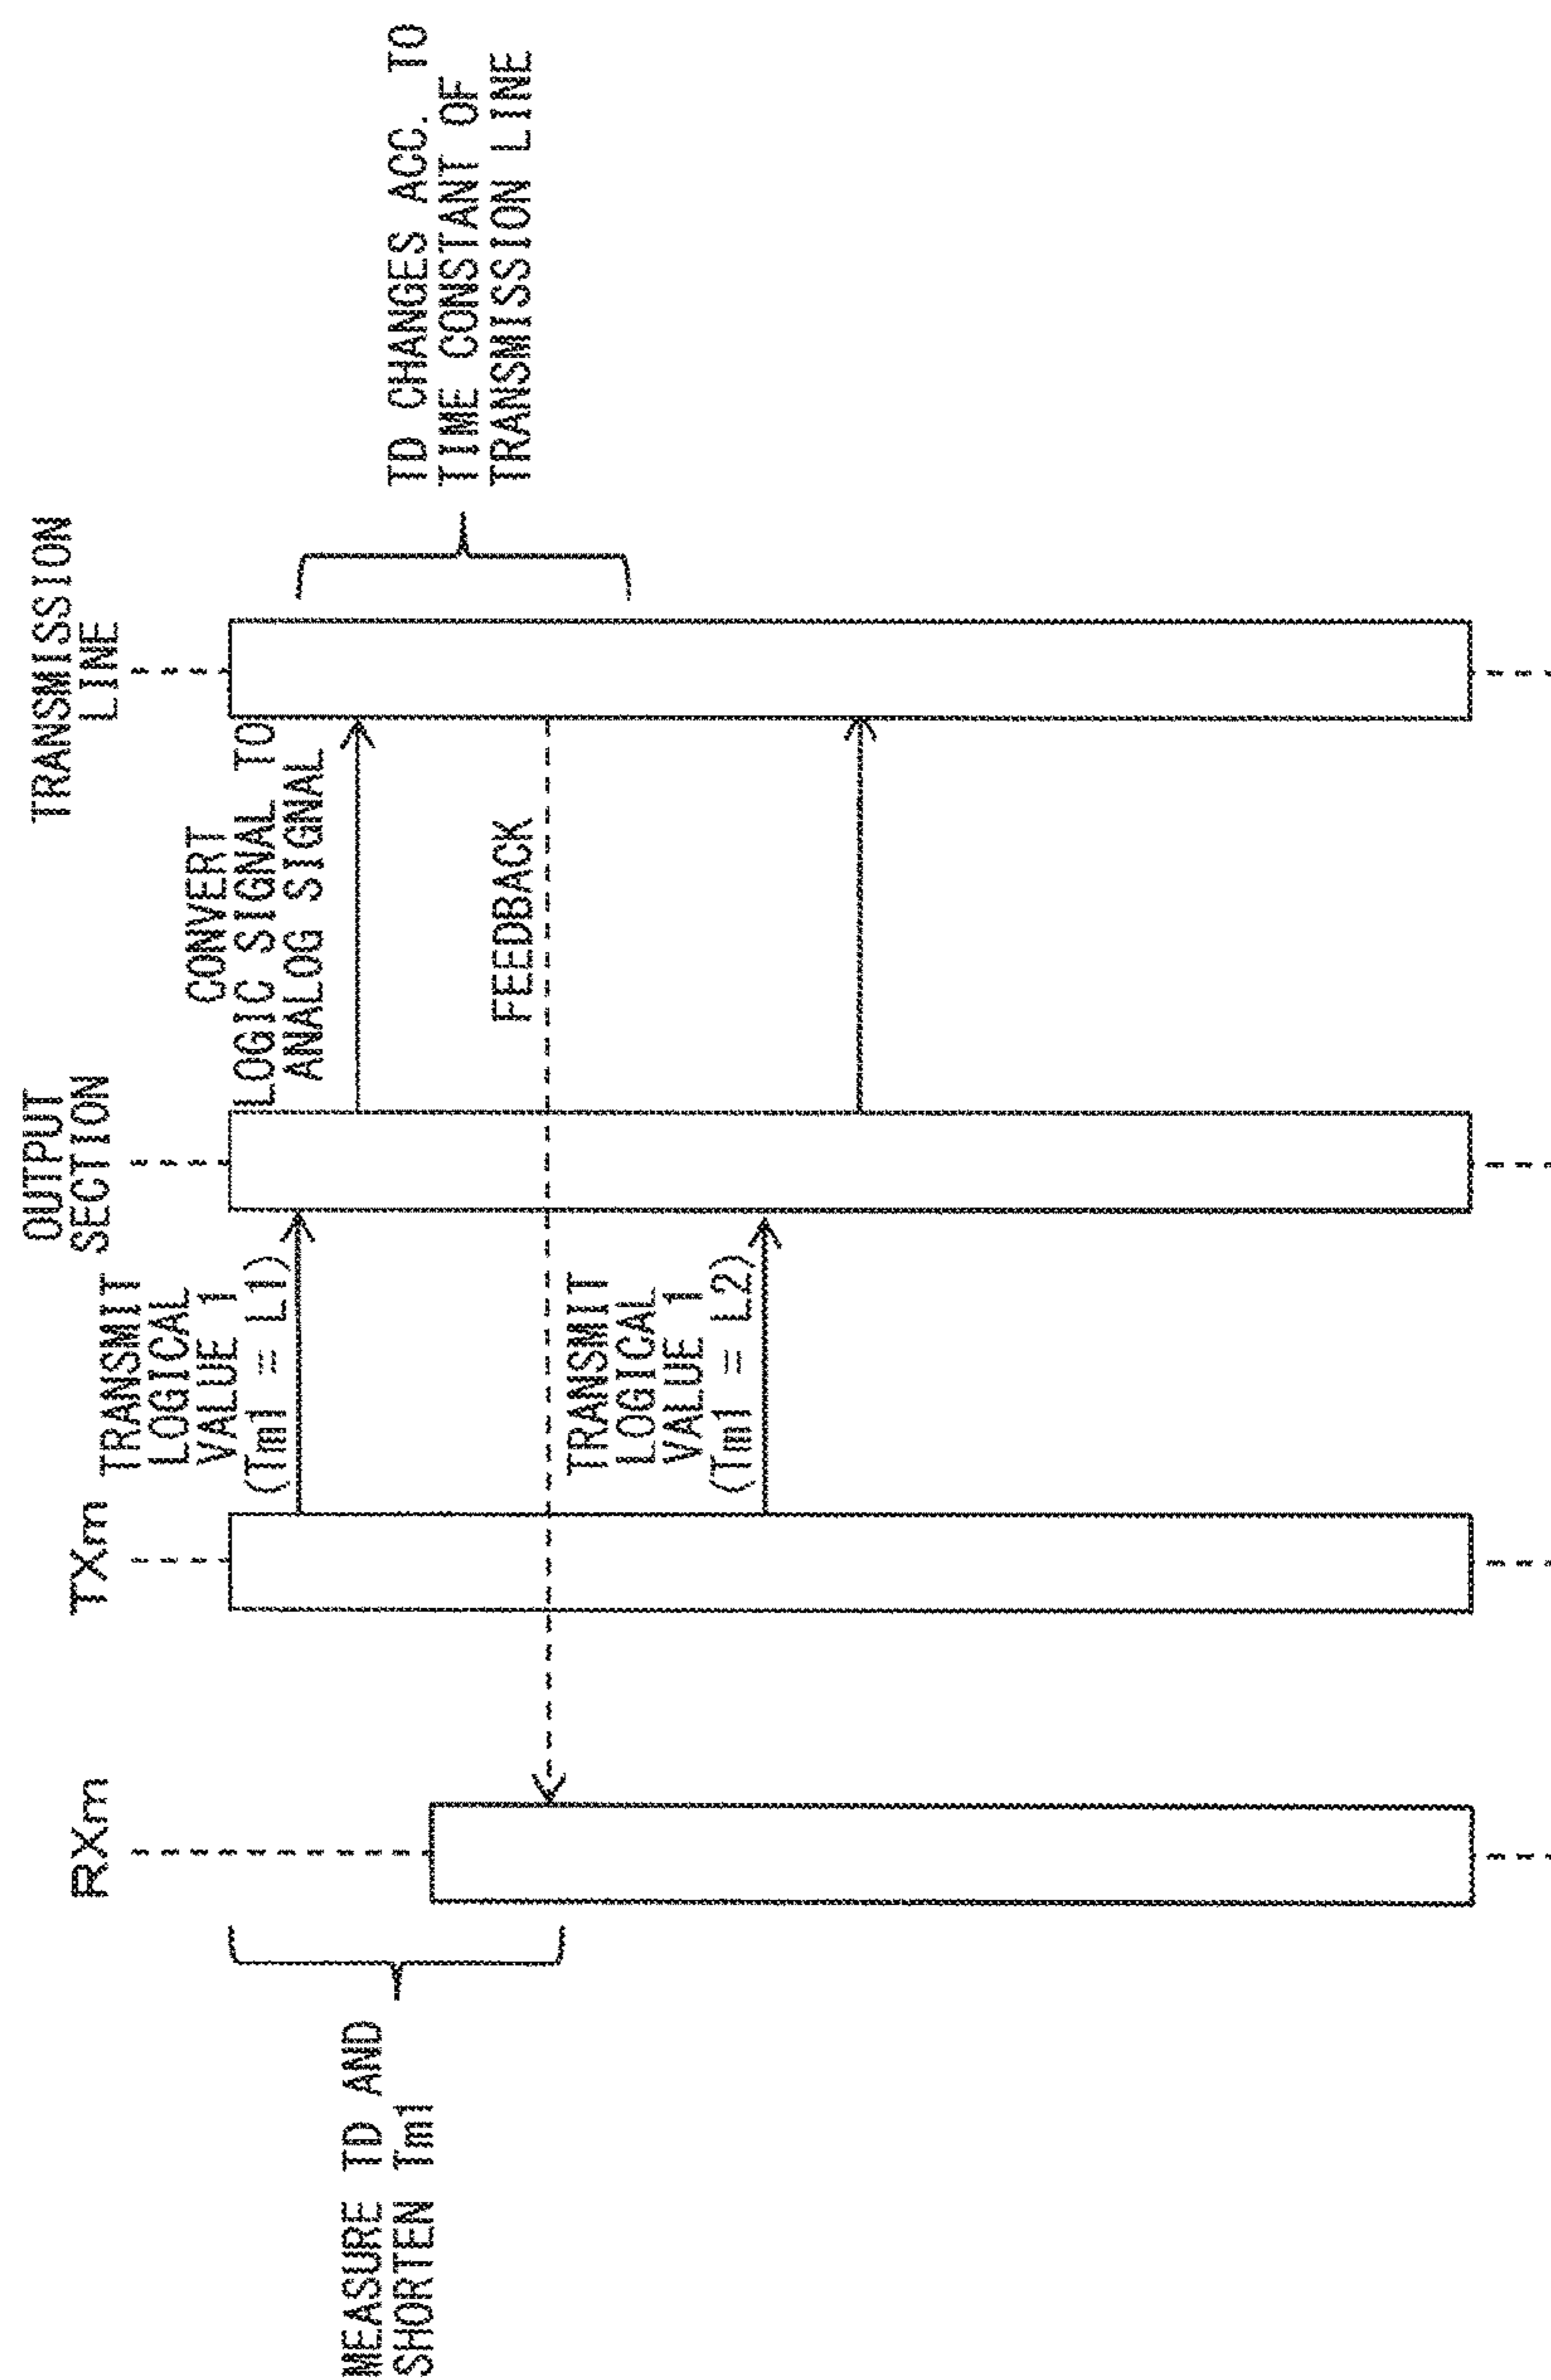 RXm
TXm
OUTPUT
SECTION
TRANSMISSION
LINE
TRANSMIT
LOGICAL
VALUE 1
(Tm1 = L1)
CONVERT
LOGIC SIGNAL TO
ANALOG SIGNAL
MEASURE TD AND
SHORTEN Tm1
FEEDBACK
TD CHANGES ACC. TO
TIME CONSTANT OF
TRANSMISSION LINE
TRANSMIT
LOGICAL
VALUE 1
(Tm1 = L2)